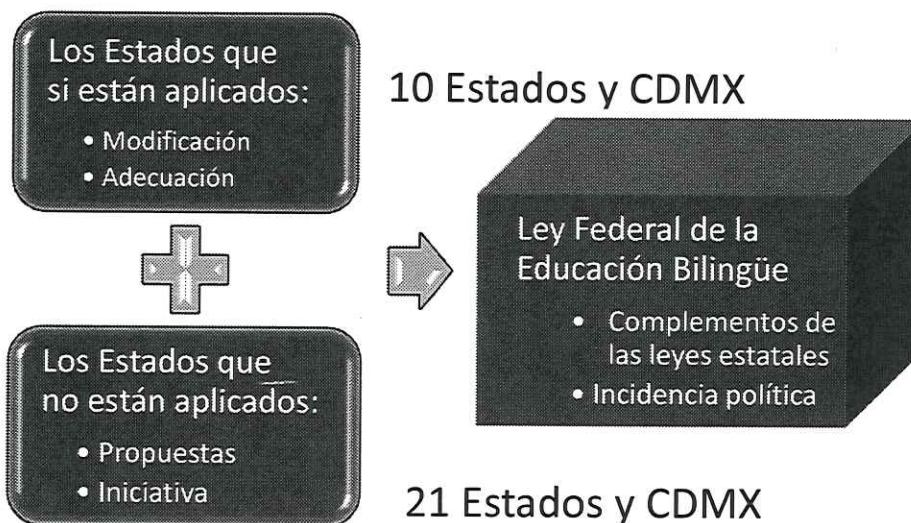 Los Estados que
si están aplicados:
• Modificación
• Adecuación
10 Estados y CDMX
Ley Federal de la
Educación Bilingüe
• Complementos de
las leyes estatales
• Incidencia política
Los Estados que
no están aplicados:
• Propuestas
• Iniciativa
21 Estados y CDMX